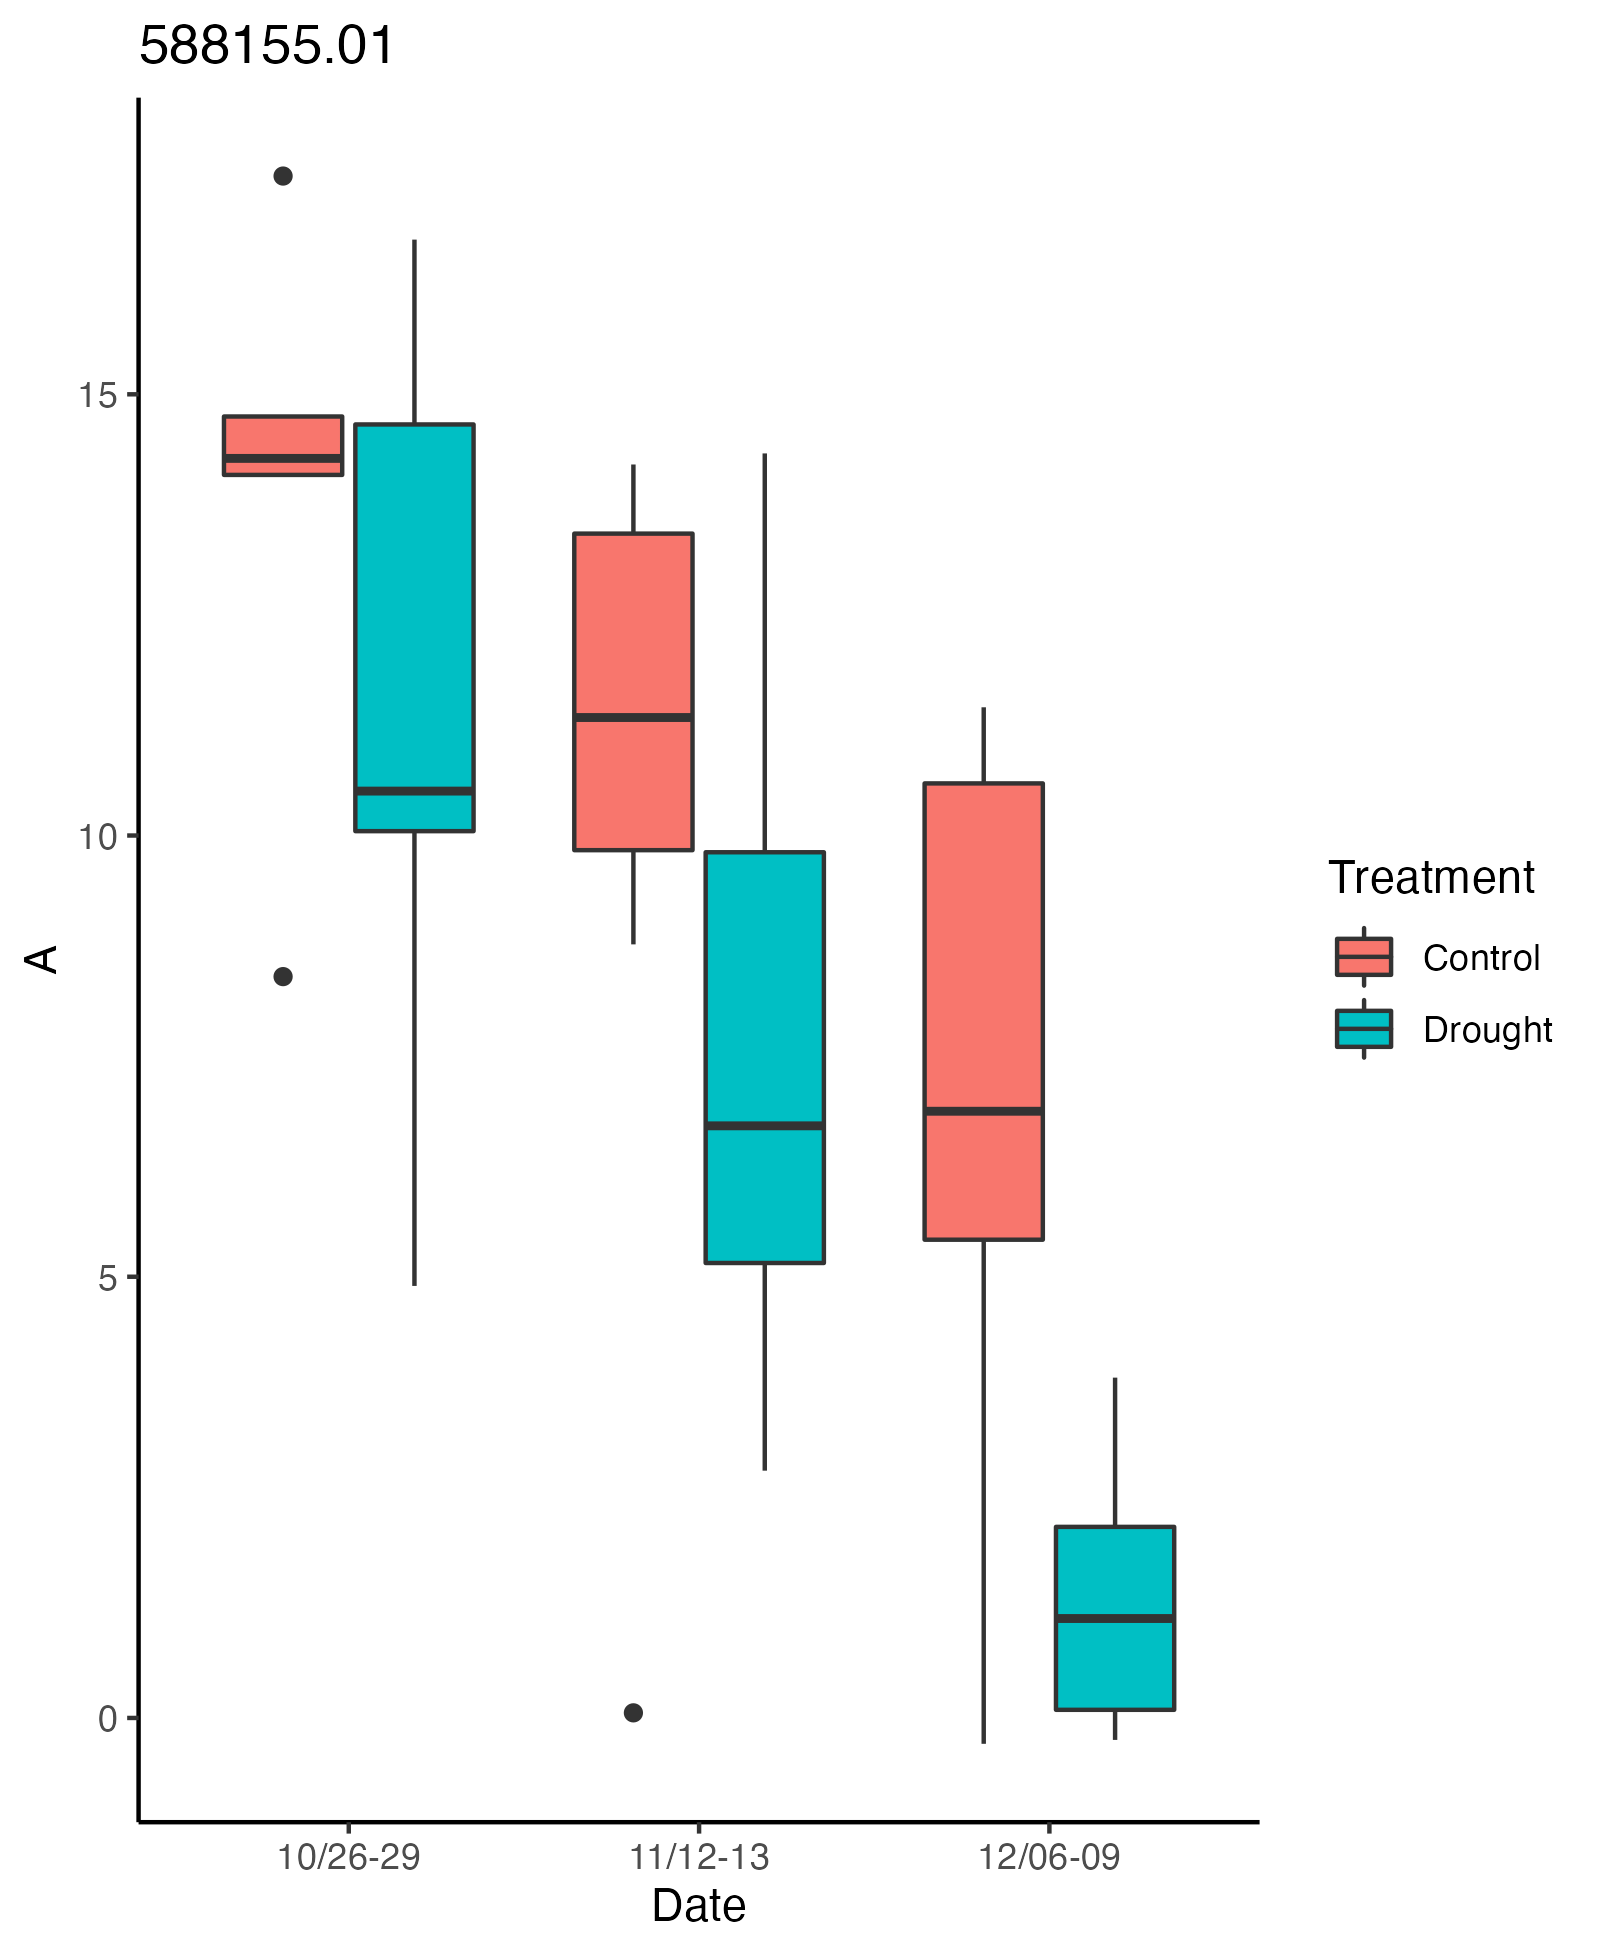 588155.01
15
10
5
0
A
10/26-29
11/12-13
12/06-09
Date
Treatment
Control
Drought